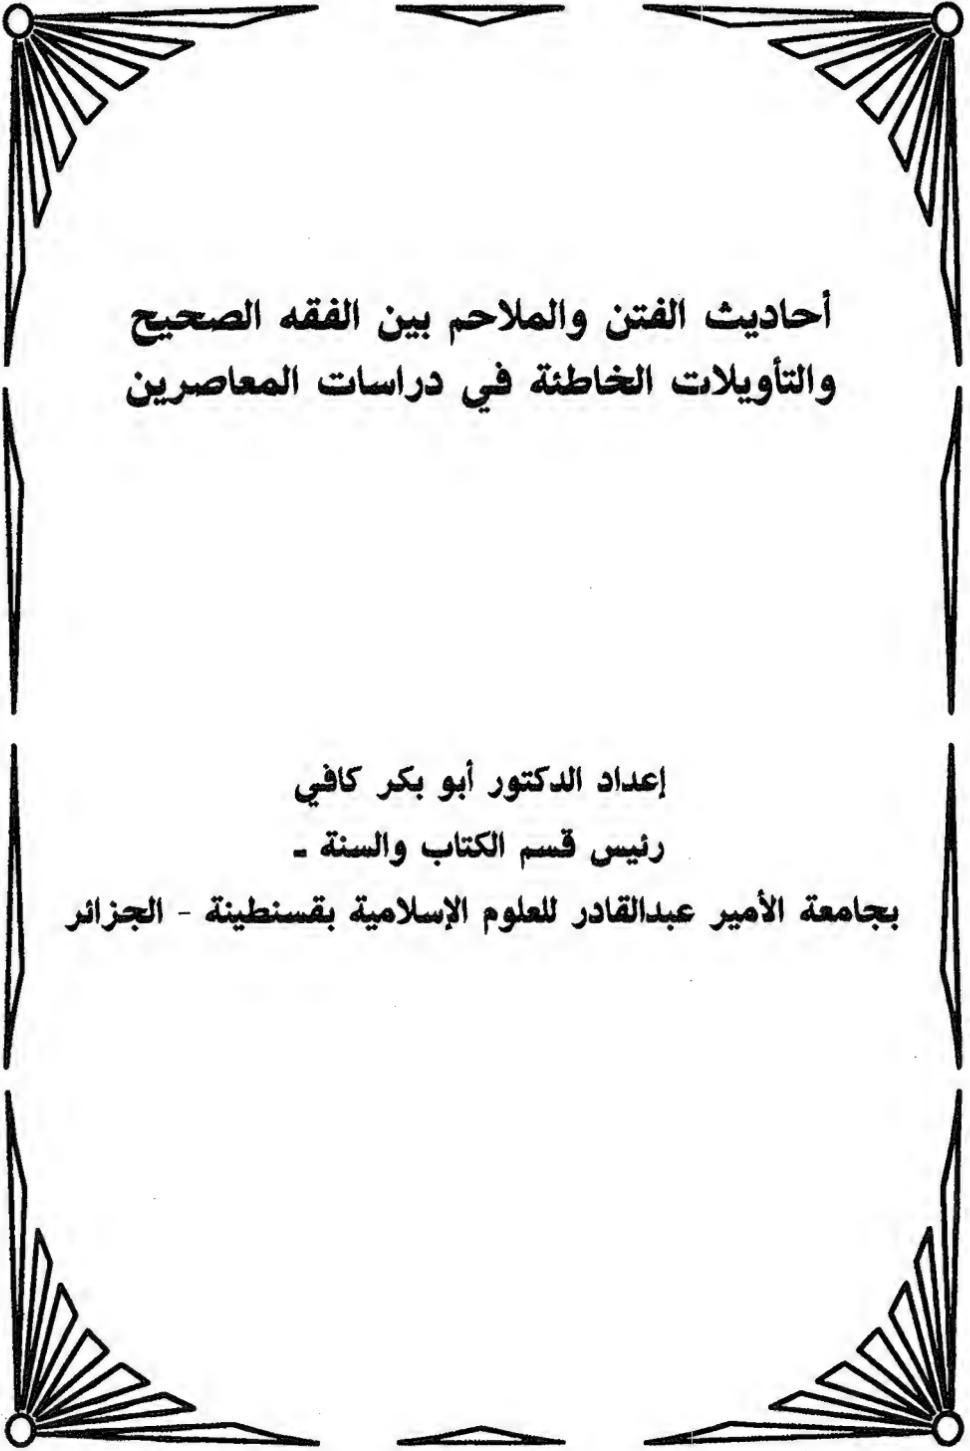 أحاديث الفتن والملاحم بين الفقه الصحيح
والتأويلات الخاطئة في دراسات المعاصرين
إعداد الدكتور أبو بكر كافي
رئيس قسم الكتاب والسنة ـ
بجامعة الأمير عبدالقادر للعلوم الإسلامية بقسنطينة - الجزائر